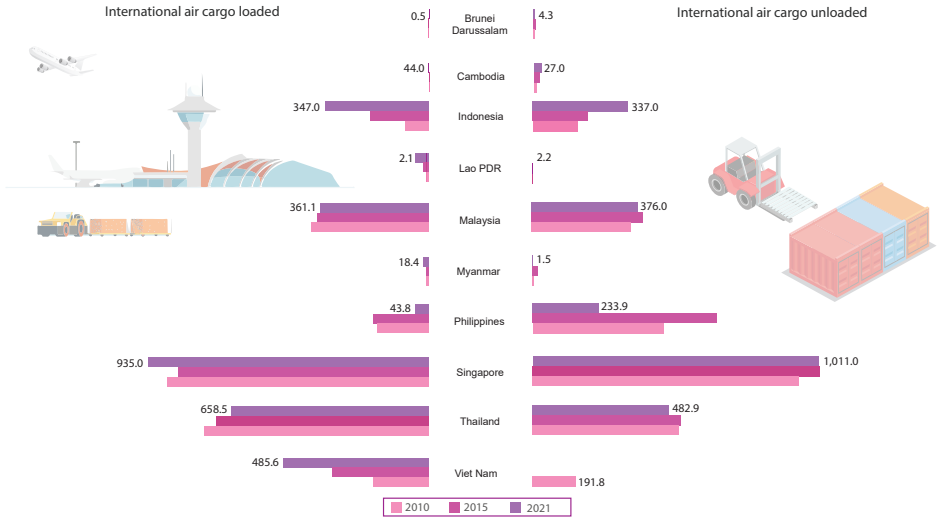 International air cargo loaded
International air cargo unloaded
0.5
Brunei
Darussalam
4.3
44.0
Cambodia
27.0
347.0
Indonesia
337.0
2.1
Lao PDR
2.2
361.1
Malaysia
376.0
18.4
Myanmar
1.5
43.8
Philippines
233.9
935.0
Singapore
1,011.0
658.5
Thailand
482.9
485.6
Viet Nam
191.8
2010
2015
2021